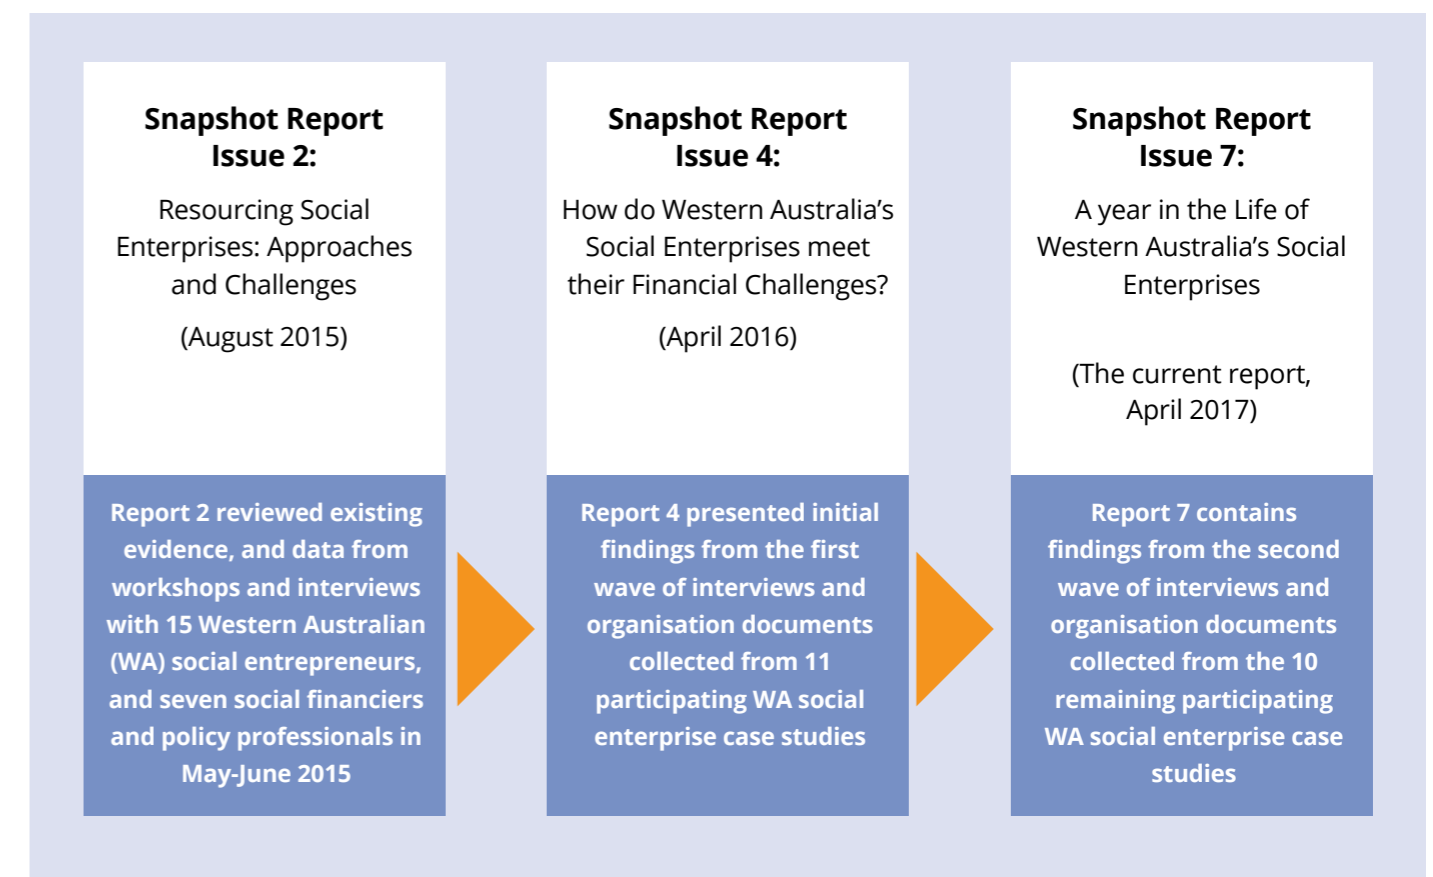 Snapshot Report
Issue 2:
Resourcing Social
Enterprises: Approaches
and Challenges
(August 2015)
Report 2 reviewed existing
evidence, and data from
workshops and interviews
with 15 Western Australian
(WA) social entrepreneurs,
and seven social financiers
and policy professionals in
May-June 2015
Snapshot Report
Issue 4:
How do Western Australia’s
Social Enterprises meet
their Financial Challenges?
(April 2016)
Report 4 presented initial
findings from the first
wave of interviews and
organisation documents
collected from 11
participating WA social
enterprise case studies
Snapshot Report
Issue 7:
A year in the Life of
Western Australia’s Social
Enterprises
(The current report,
April 2017)
Report 7 contains
findings from the second
wave of interviews and
organisation documents
collected from the 10
remaining participating
WA social enterprise case
studies